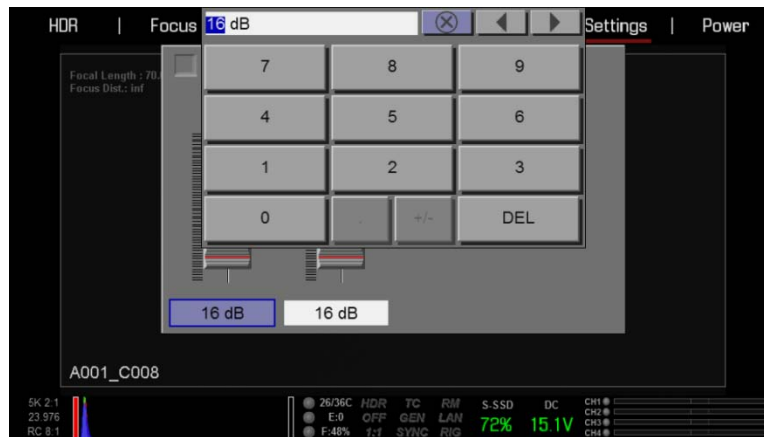 HDR | Focus 16 dB Settings | Power
Focal Length : 70.
Focus Dist.: inf
7 8 9
4 5 6
1 2 3
0 . +/- DEL
16 dB 16 dB
A001_C008
5K 2:1 26/36C HDR TC RM S-SSD DC CH1
23.976 E:0 OFF GEN LAN 72% 15.1V CH2
RC 8:1 F:48% 1:1 SYNC RIG CH3
CH4